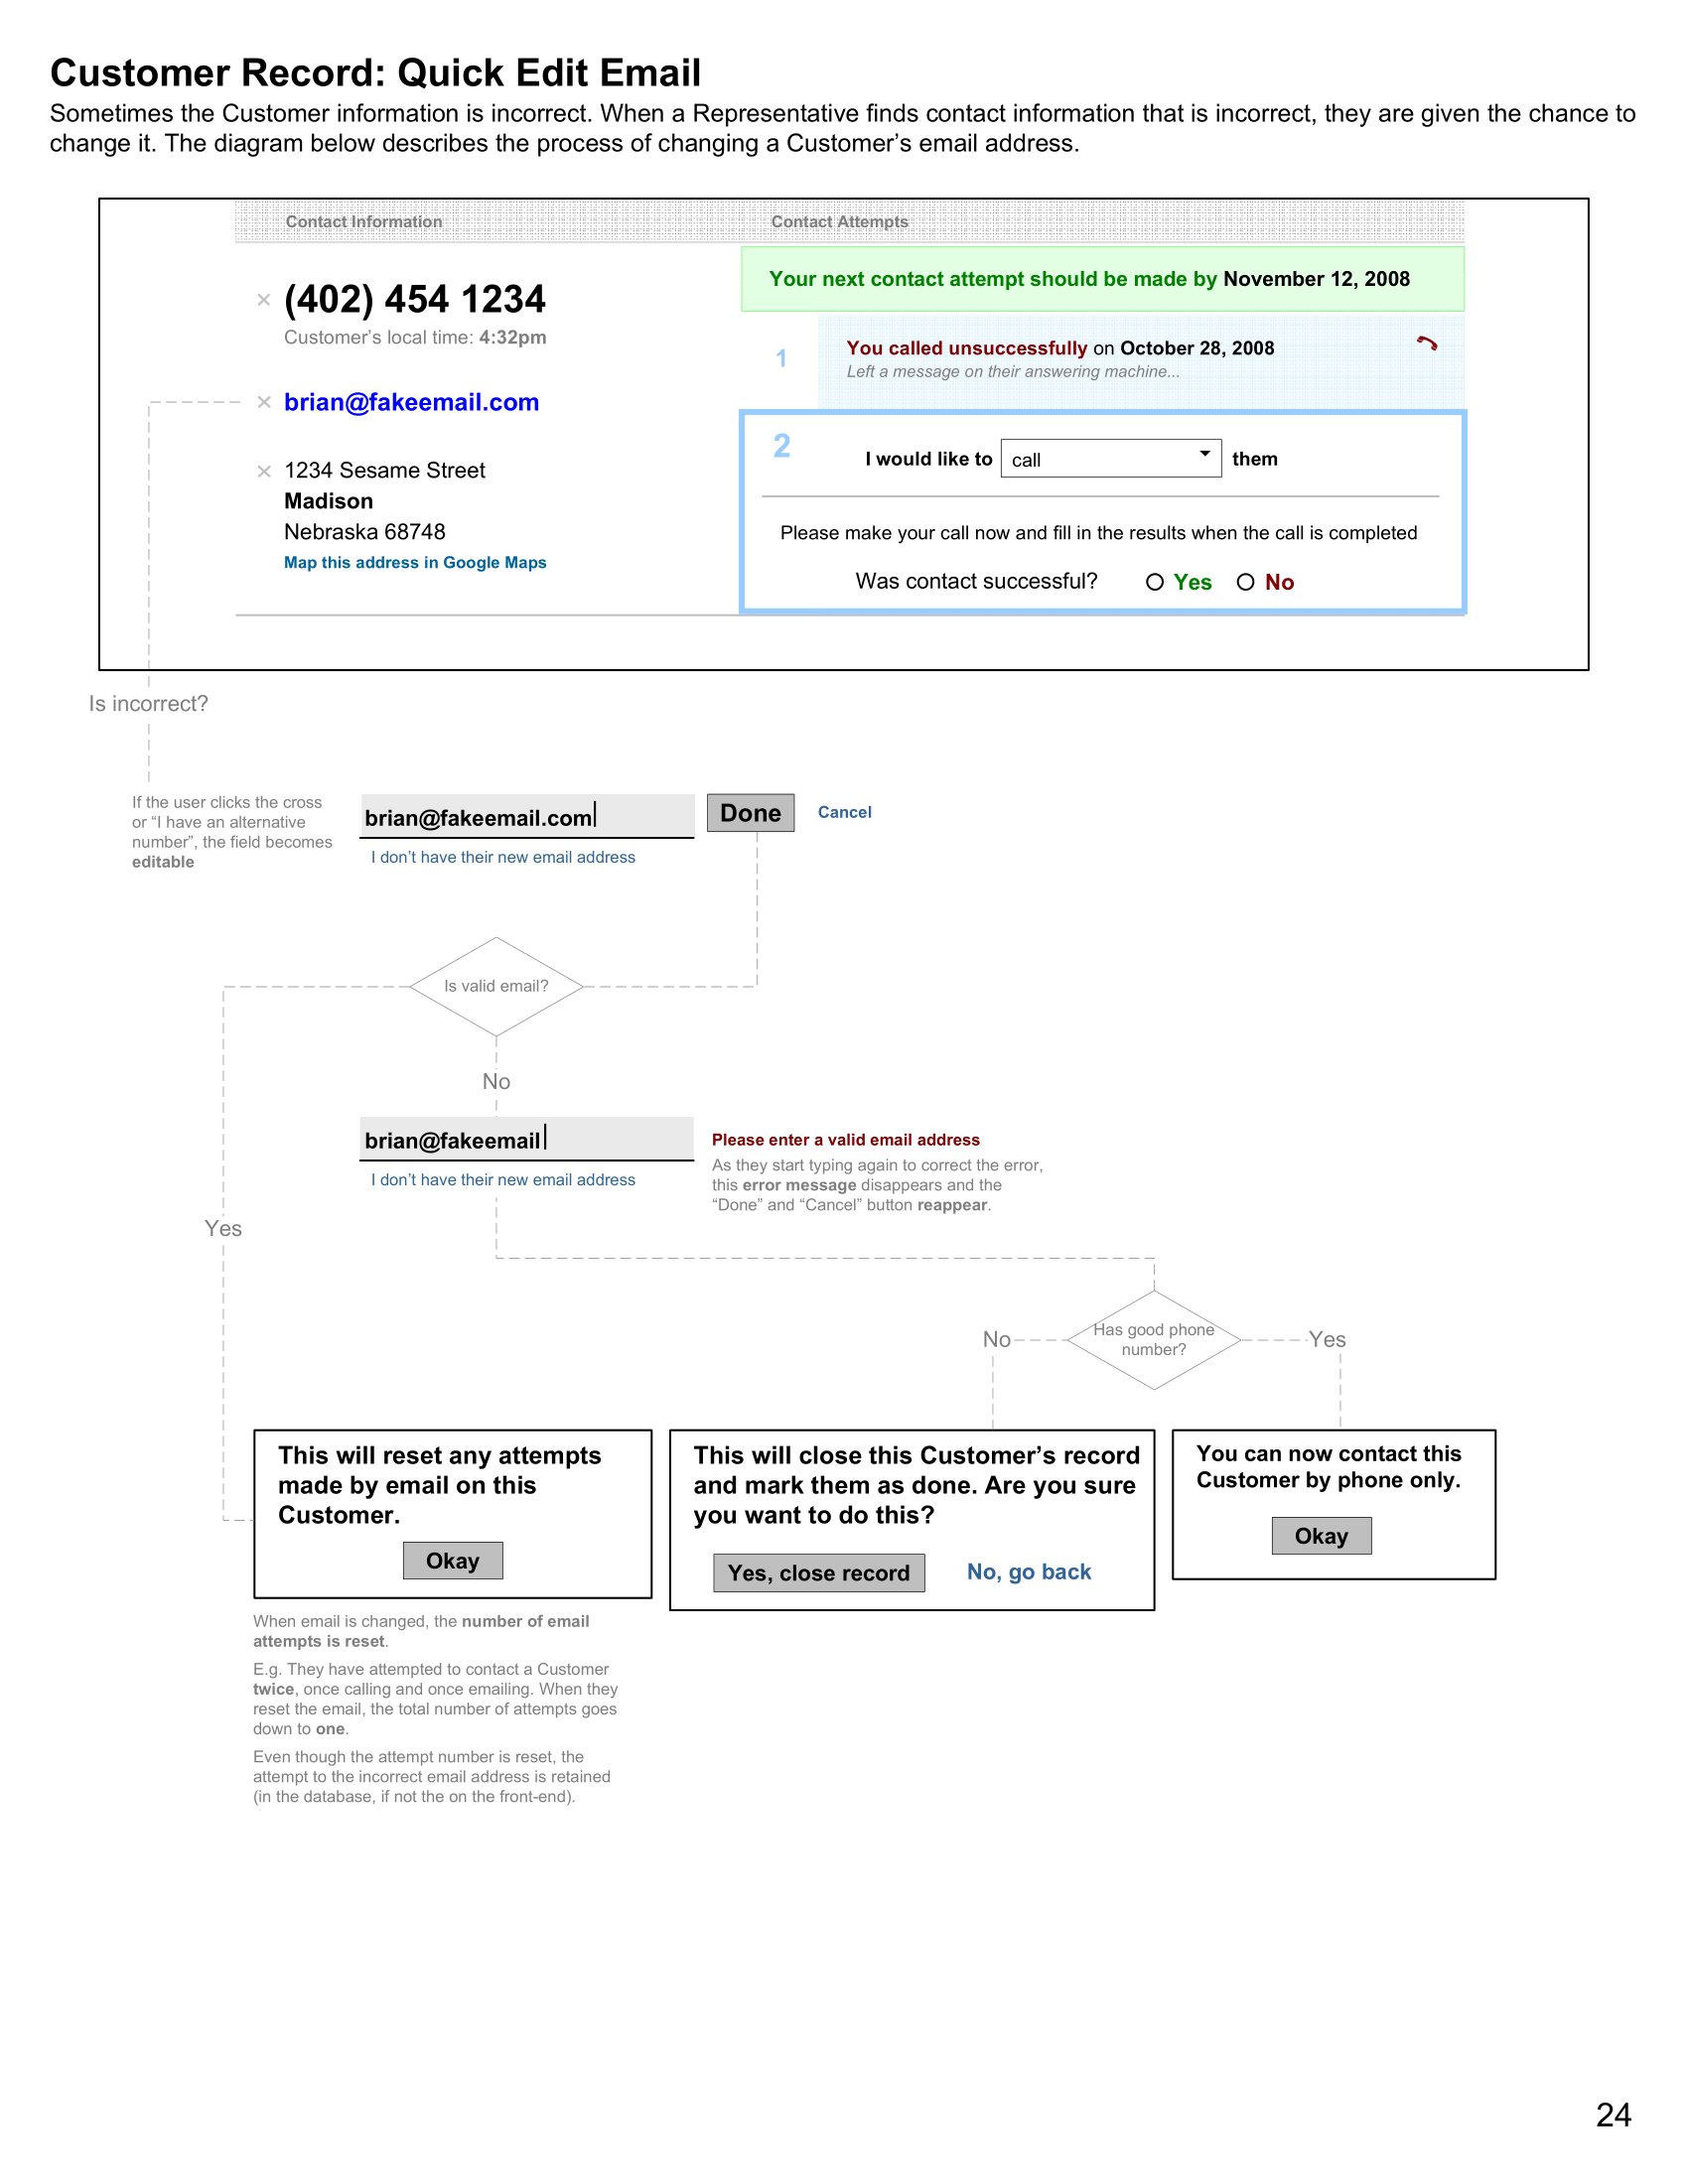 Customer Record: Quick Edit Email
Sometimes the Customer information is incorrect. When a Representative finds contact information that is incorrect, they are given the chance to
change it. The diagram below describes the process of changing a Customer’s email address.
Contact Information
Contact Attempts
(402) 454 1234
Customer’s local time: 4:32pm
brian@fakeemail.com
1234 Sesame Street
Madison
Nebraska 68748
Map this address in Google Maps
Your next contact attempt should be made by November 12, 2008
1
You called unsuccessfully on October 28, 2008
Left a message on their answering machine...
2
I would like to call them
Please make your call now and fill in the results when the call is completed
Was contact successful? Yes No
Is incorrect?
If the user clicks the cross
or “I have an alternative
number”, the field becomes
editable
brian@fakeemail.com
Done
Cancel
I don’t have their new email address
Is valid email?
No
brian@fakeemail
I don’t have their new email address
Please enter a valid email address
As they start typing again to correct the error,
this error message disappears and the
“Done” and “Cancel” button reappear.
Yes
Has good phone
number?
No
Yes
This will reset any attempts
made by email on this
Customer.
Okay
This will close this Customer’s record
and mark them as done. Are you sure
you want to do this?
Yes, close record
No, go back
You can now contact this
Customer by phone only.
Okay
When email is changed, the number of email
attempts is reset.
E.g. They have attempted to contact a Customer
twice, once calling and once emailing. When they
reset the email, the total number of attempts goes
down to one.
Even though the attempt number is reset, the
attempt to the incorrect email address is retained
(in the database, if not the on the front-end).
24